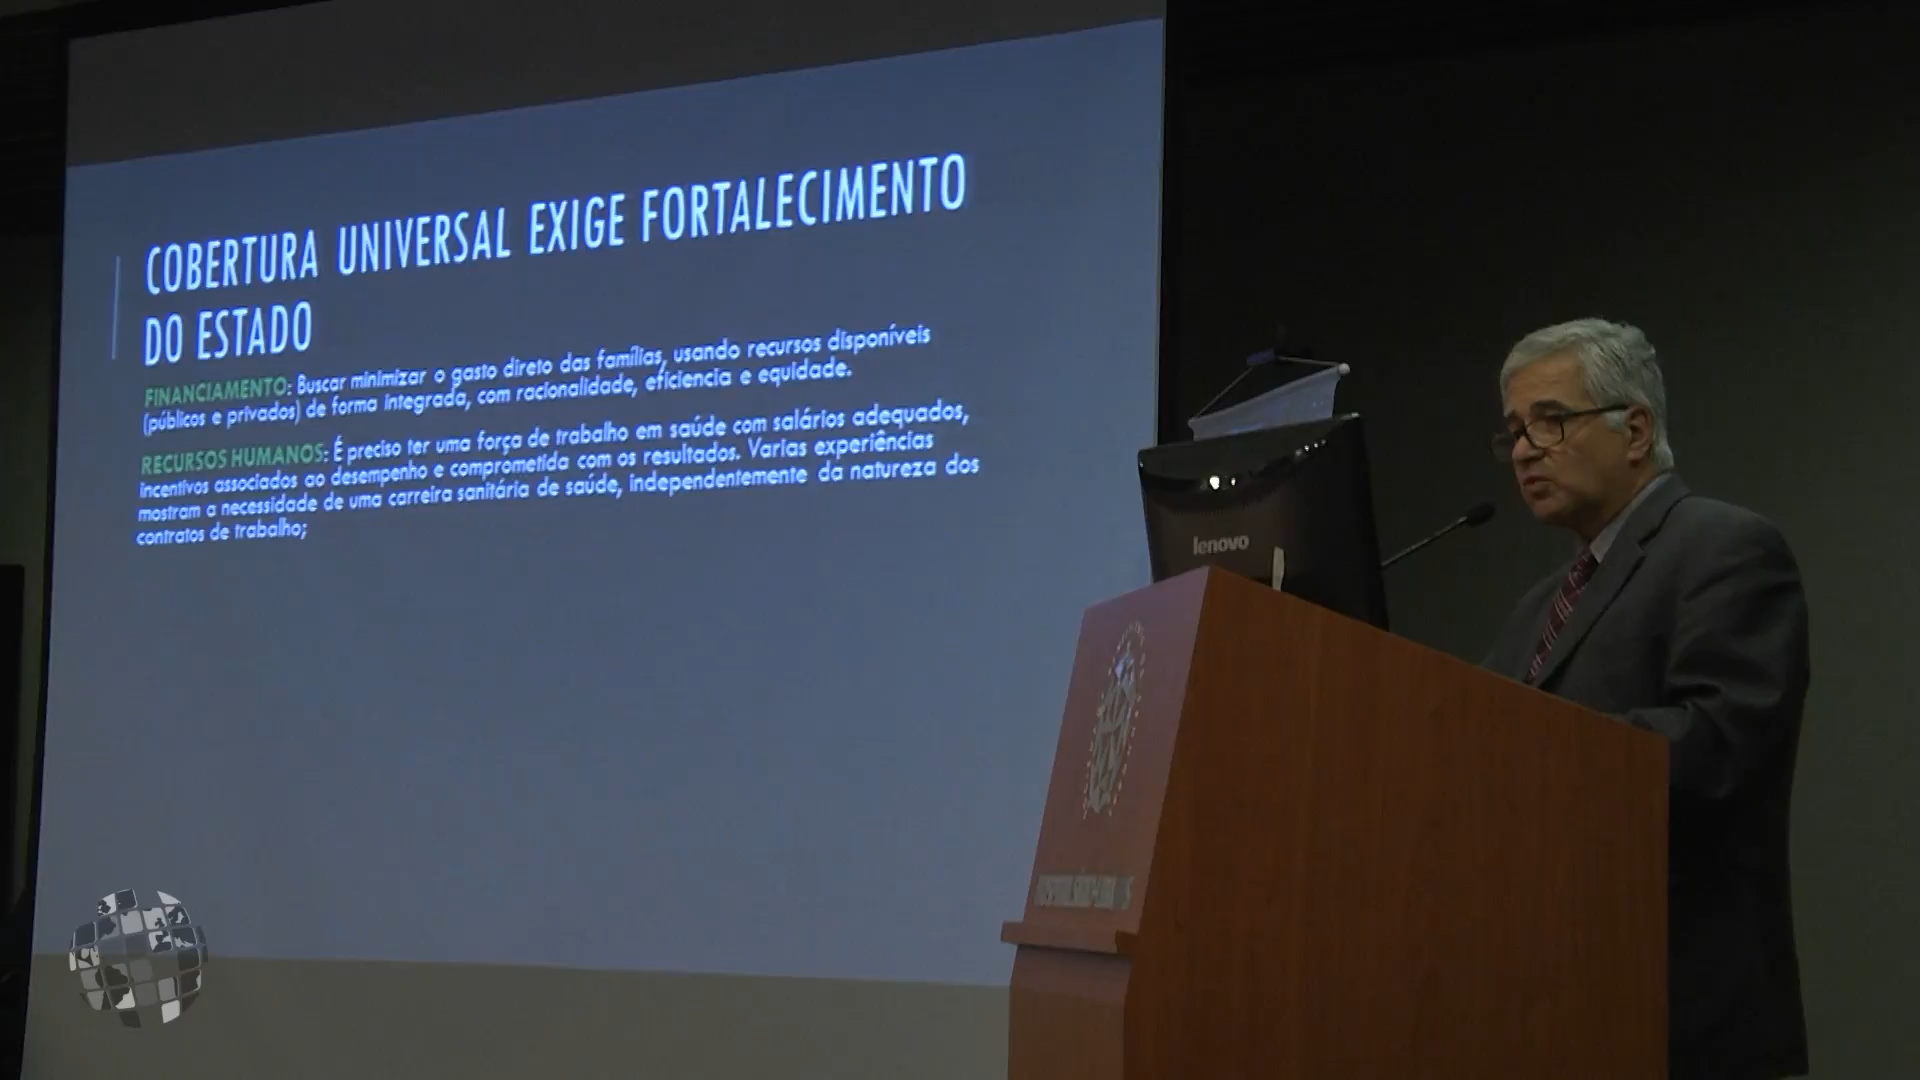 COBERTURA UNIVERSAL EXIGE FORTALECIMENTO
DO ESTADO
FINANCIAMENTO: Buscar minimizar o gasto direto das famílias, usando recursos disponíveis
(públicos e privados) de forma integrada, com racionalidade, eficiencia e equidade.
RECURSOS HUMANOS: É preciso ter uma força de trabalho em saúde com salários adequados,
incentivos associados ao desempenho e comprometida com os resultados. Varias experiências
mostram a necessidade de uma carreira sanitária de saúde, independentemente da natureza dos
contratos de trabalho;
lenovo